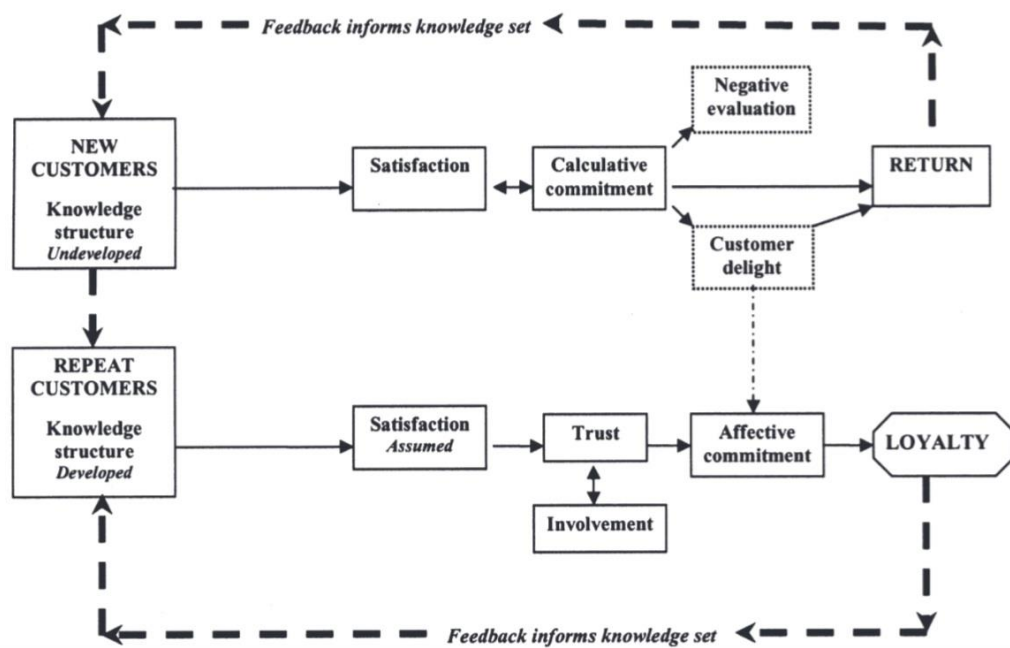 Feedback informs knowledge set
Negative
evaluation
NEW
CUSTOMERS
Knowledge
structure
Undeveloped
Satisfaction
Calculative
commitment
RETURN
Customer
delight
REPEAT
CUSTOMERS
Knowledge
structure
Developed
Satisfaction
Assumed
Trust
Affective
commitment
LOYALTY
Involvement
Feedback informs knowledge set